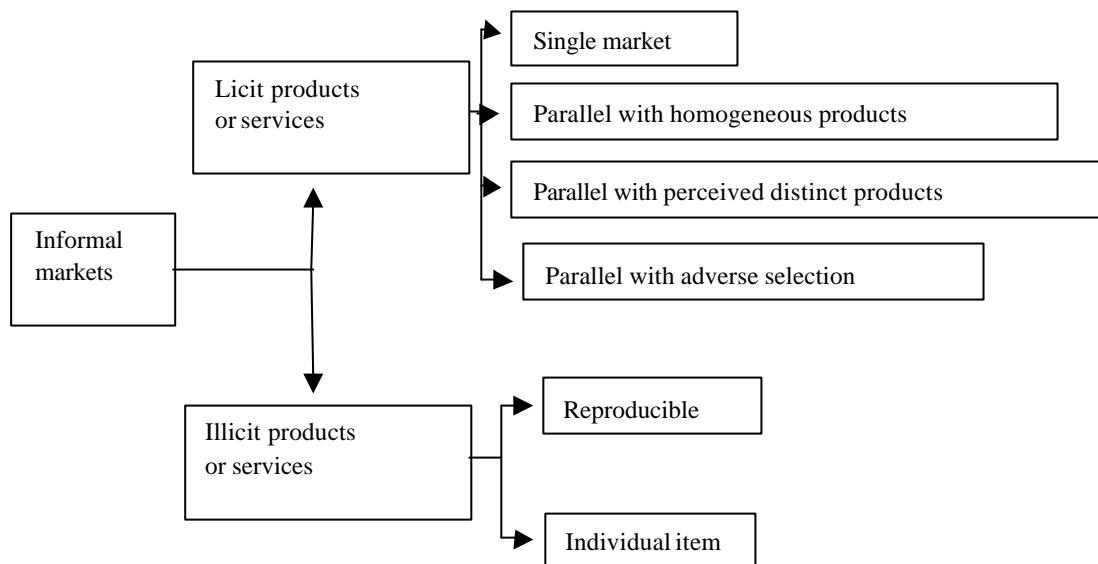 Single market
Licit products
or services
Parallel with homogeneous products
Parallel with perceived distinct products
Informal
markets
Parallel with adverse selection
Reproducible
Illicit products
or services
Individual item